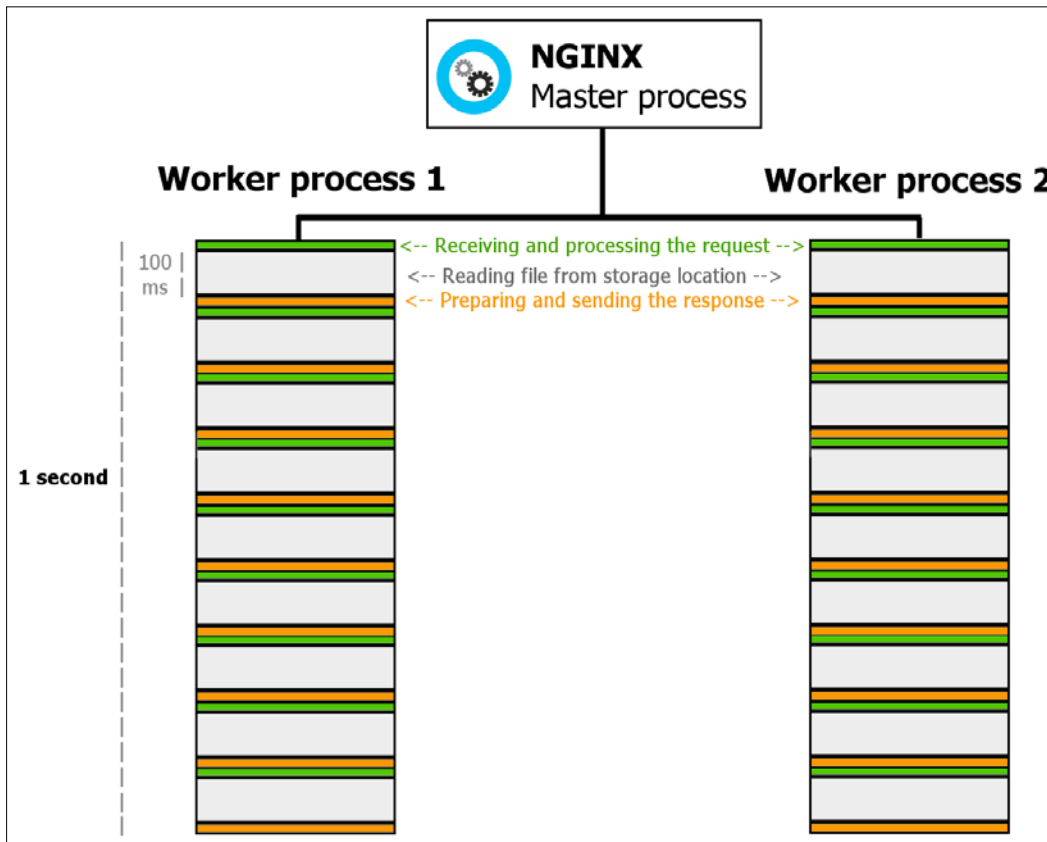 NGINX
Master process
Worker process 1
Worker process 2
<-- Receiving and processing the request -->
100
ms
<-- Reading file from storage location -->
<-- Preparing and sending the response -->
1 second